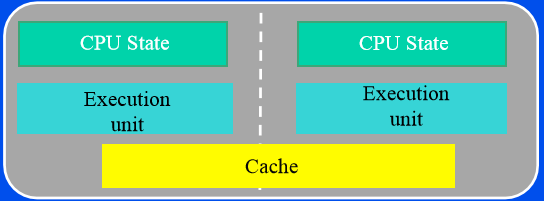 CPU State
CPU State
Execution
unit
Execution
unit
Cache